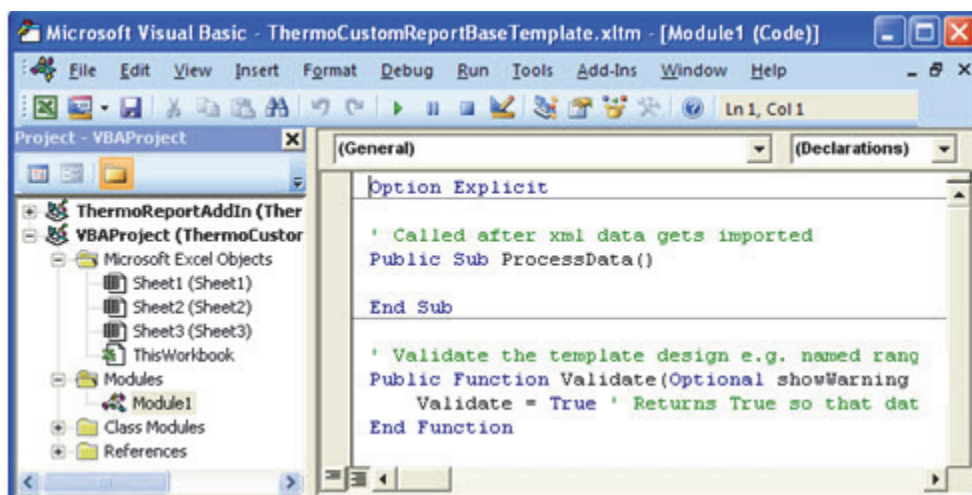 Microsoft Visual Basic - ThermoCustomReportBaseTemplate.xltm - [Module1 (Code)]
File Edit View Insert Format Debug Run Tools Add-Ins Window Help
Ln 1, Col 1
Project - VBAProject
ThermoReportAddIn (Ther
VBAProject (ThermoCustor
Microsoft Excel Objects
Sheet1 (Sheet1)
Sheet2 (Sheet2)
Sheet3 (Sheet3)
ThisWorkbook
Modules
Module1
Class Modules
References
(General) (Declarations)
Option Explicit
' Called after xml data gets imported
Public Sub ProcessData()
End Sub
' Validate the template design e.g. named rang
Public Function Validate(Optional showWarning
Validate = True ' Returns True so that dat
End Function